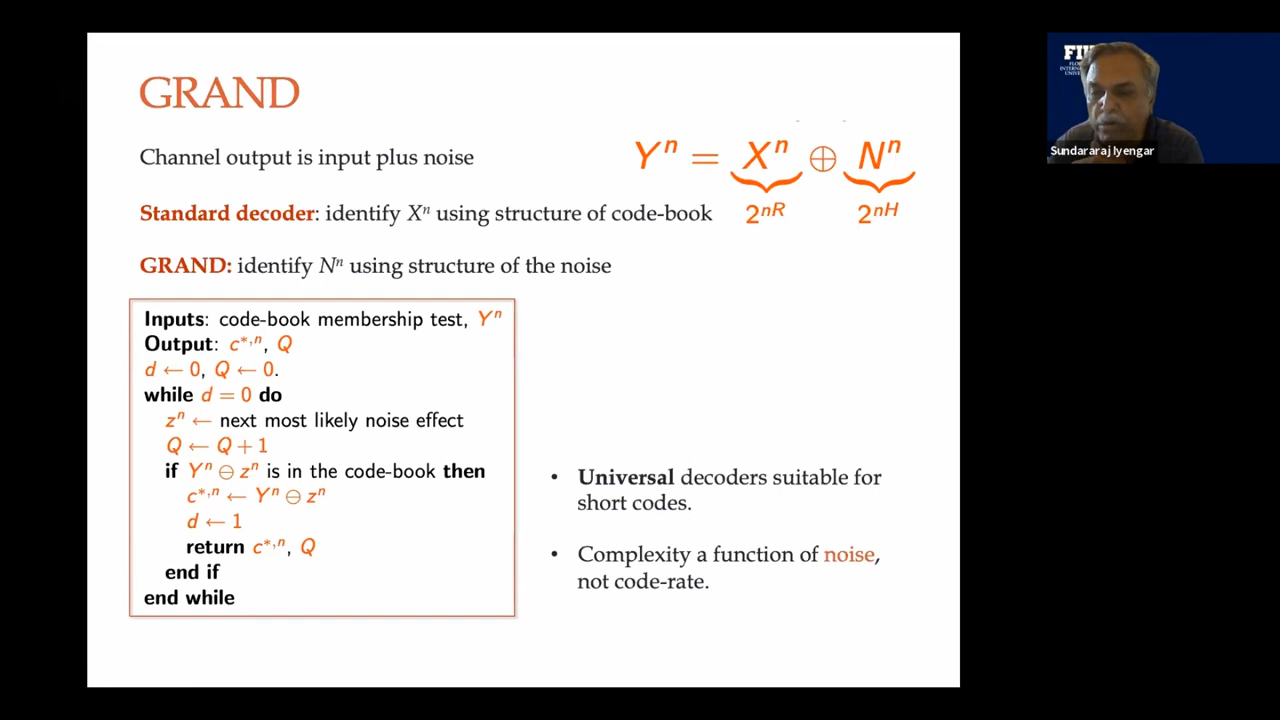 GRAND
Channel output is input plus noise
Yⁿ = Xⁿ ⊕ Nⁿ
2ⁿᴿ 2ⁿᴴ
Standard decoder: identify Xⁿ using structure of code-book
GRAND: identify Nⁿ using structure of the noise
Inputs: code-book membership test, Yⁿ
Output: c*,ⁿ, Q
d ← 0, Q ← 0.
while d = 0 do
zⁿ ← next most likely noise effect
Q ← Q + 1
if Yⁿ ⊖ zⁿ is in the code-book then
c*,ⁿ ← Yⁿ ⊖ zⁿ
d ← 1
return c*,ⁿ, Q
end if
end while
• Universal decoders suitable for
short codes.
• Complexity a function of noise,
not code-rate.
Sundararaj Iyengar